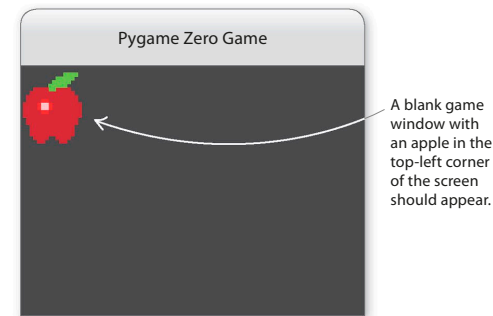 Pygame Zero Game
A blank game
window with
an apple in the
top-left corner
of the screen
should appear.